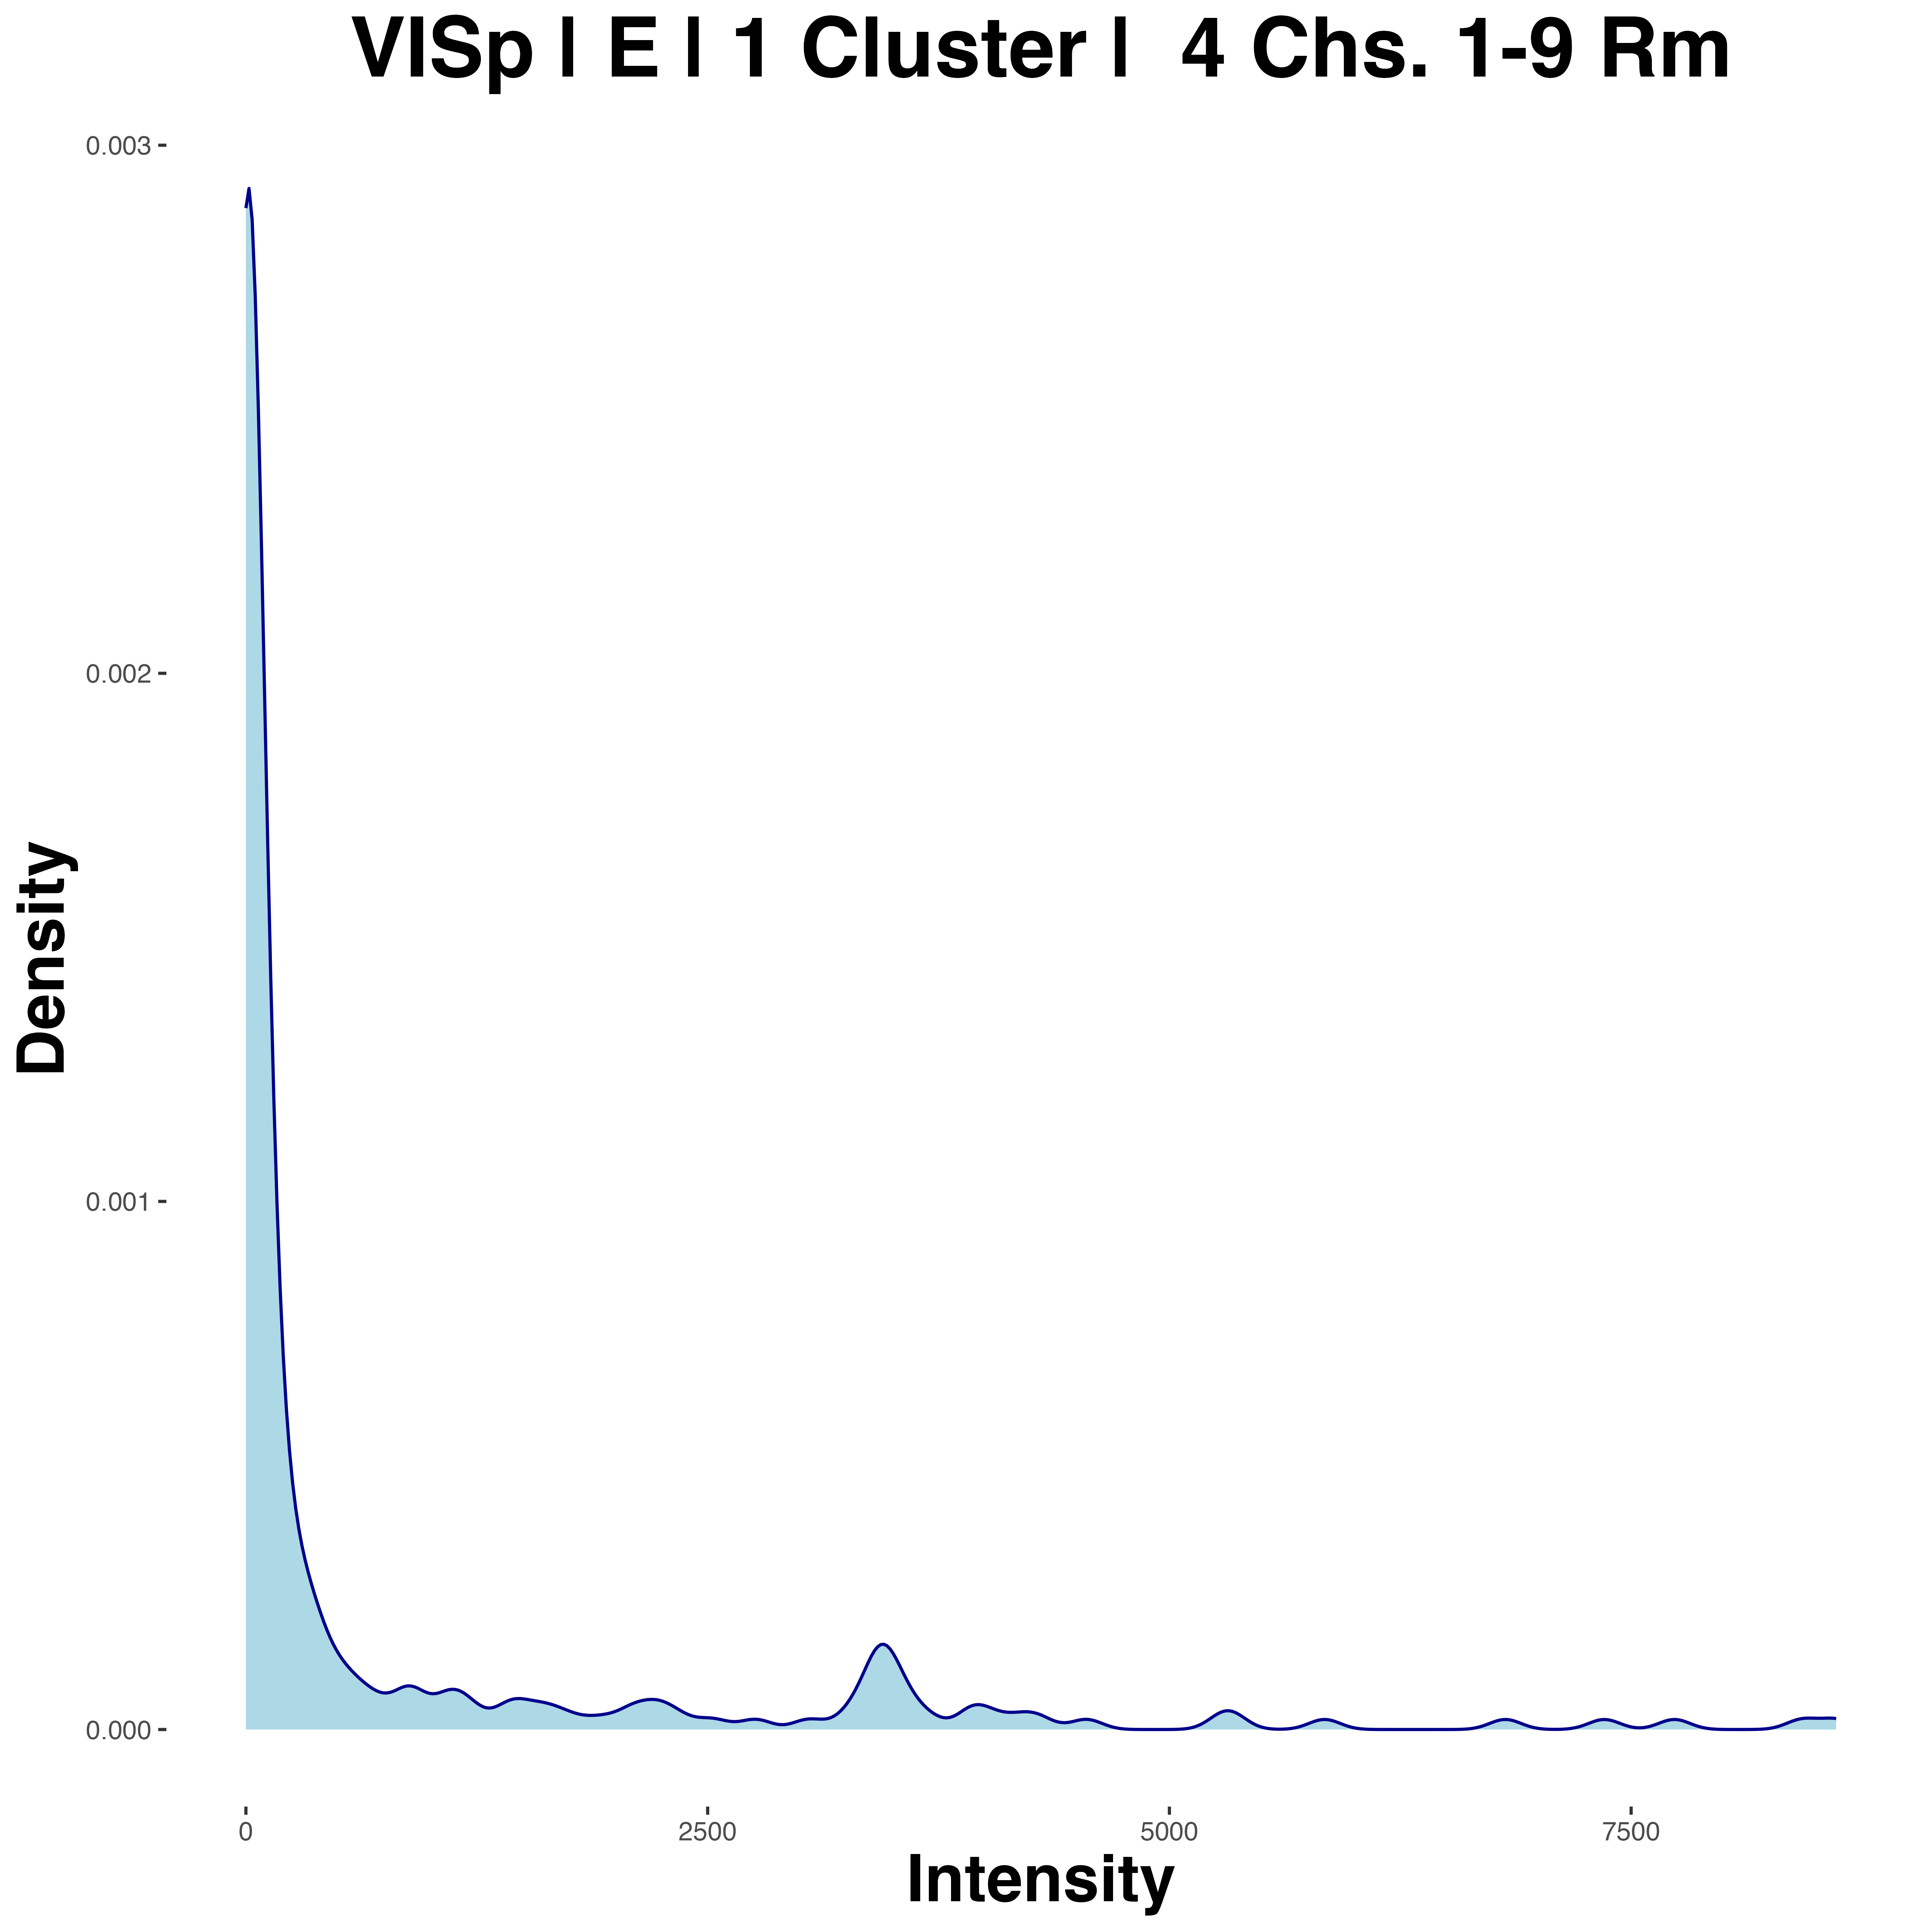 VISp | E | 1 Cluster |  4 Chs. 1-9 Rm
0.003
0.002
0.001
0.000
Density
0 2500 5000 7500
Intensity